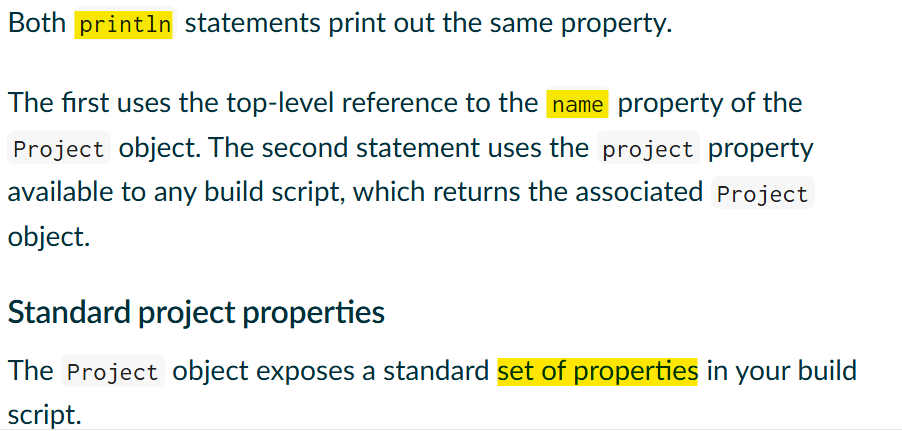 Both println statements print out the same property.
The first uses the top-level reference to the name property of the
Project object. The second statement uses the project property
available to any build script, which returns the associated Project
object.
Standard project properties
The Project object exposes a standard set of properties in your build
script.